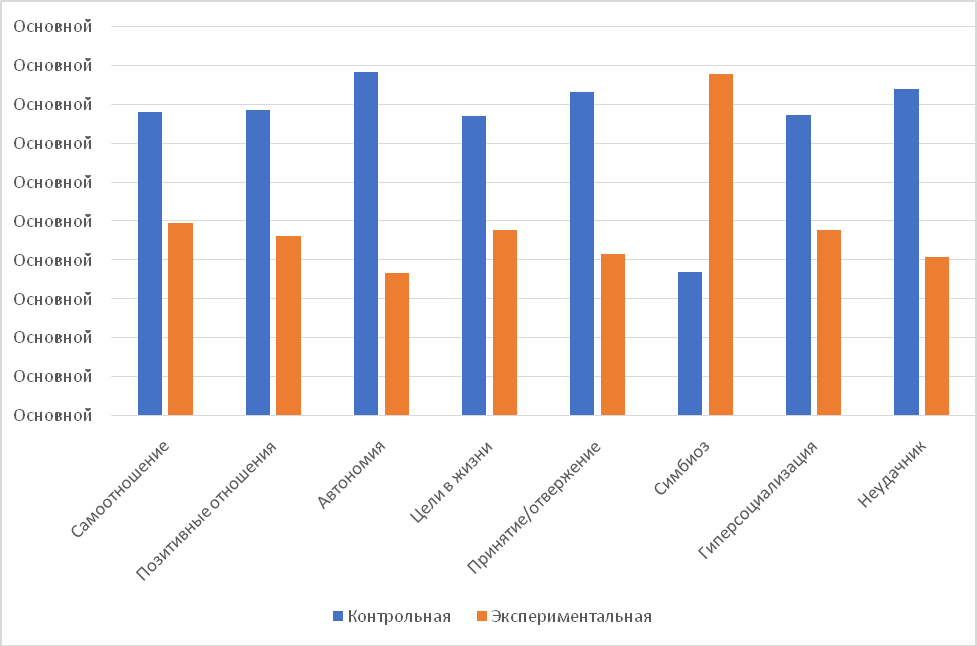 Основной
Основной
Основной
Основной
Основной
Основной
Основной
Основной
Основной
Основной
Основной
Самоотношение
Позитивные отношения
Автономия
Цели в жизни
Принятие/отвержение
Симбиоз
Гиперсоциализация
Неудачник
Контрольная
Экспериментальная